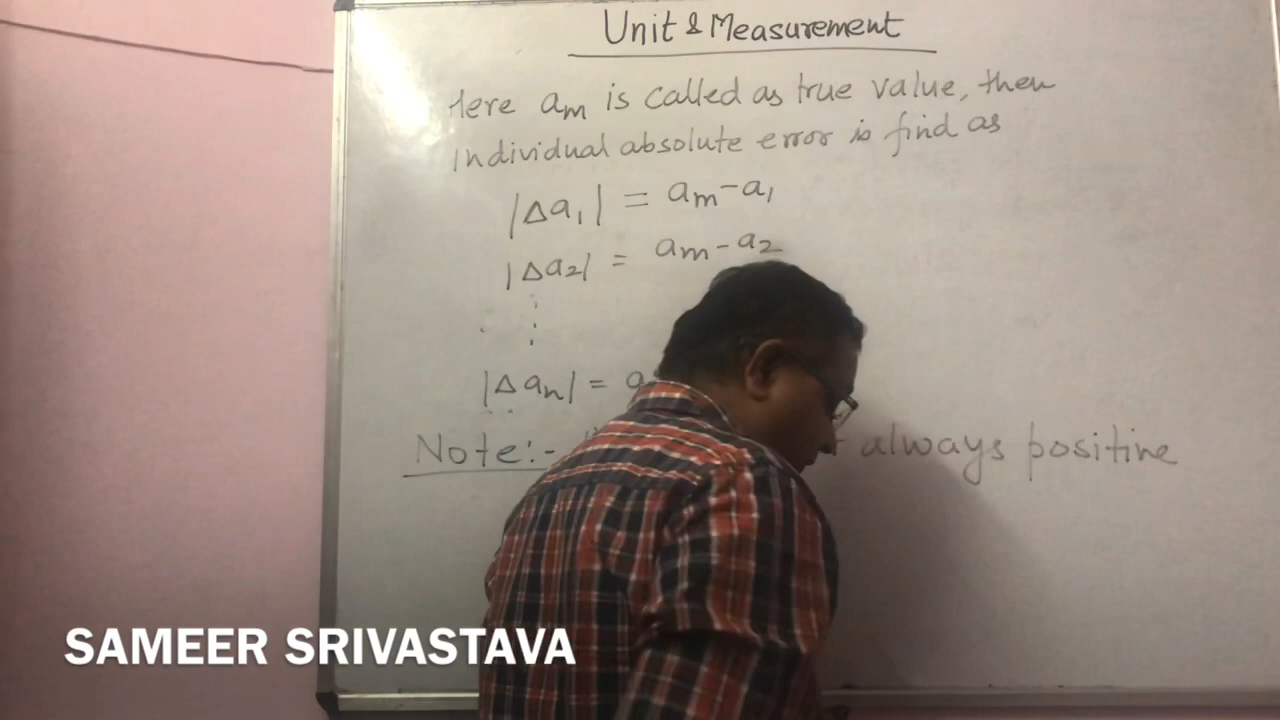 Unit & Measurement
Here am is called as true value, then
Individual absolute error is find as
|Δa1| = am-a1
|Δa2| = am-a2
|Δan| = a
Note:- always positive
SAMEER SRIVASTAVA